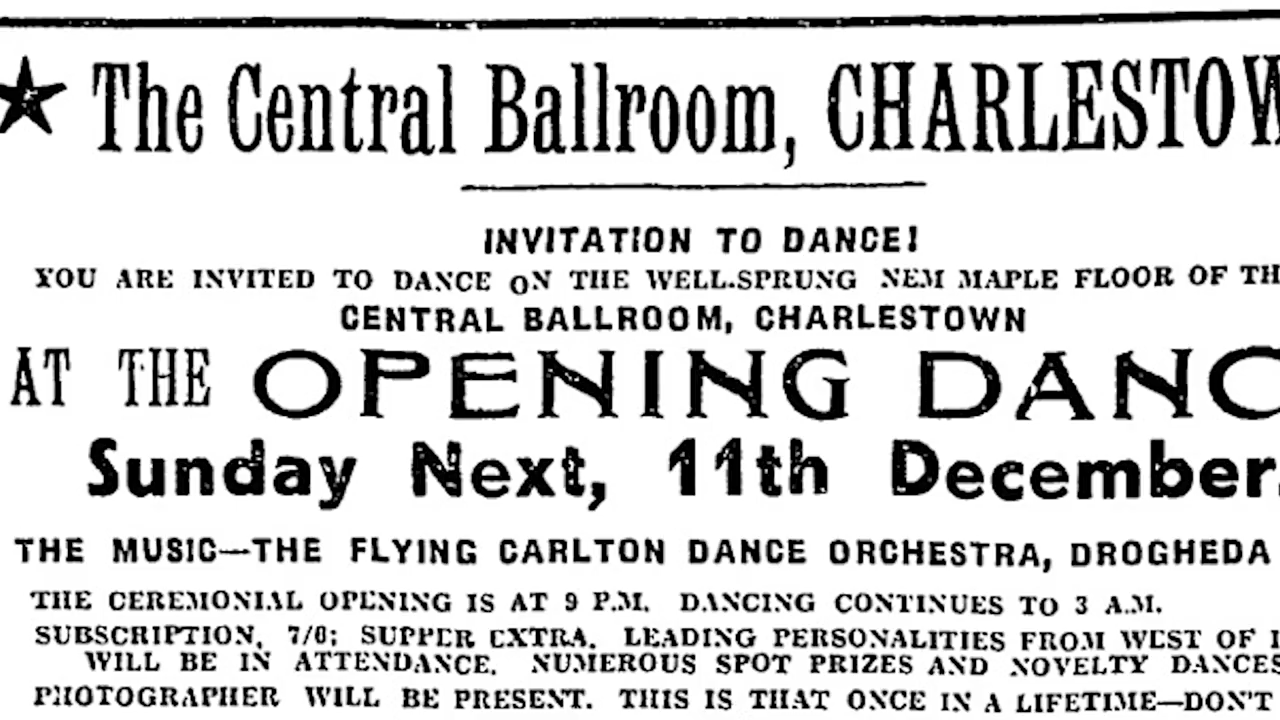 ★ The Central Ballroom, CHARLESTOW
INVITATION TO DANCE!
YOU ARE INVITED TO DANCE ON THE WELL-SPRUNG NEM MAPLE FLOOR OF TH
CENTRAL BALLROOM, CHARLESTOWN
AT THE OPENING DANC
Sunday Next, 11th December.
THE MUSIC—THE FLYING CARLTON DANCE ORCHESTRA, DROGHEDA
THE CEREMONIAL OPENING IS AT 9 P.M. DANCING CONTINUES TO 3 A.M.
SUBSCRIPTION, 7/6; SUPPER EXTRA. LEADING PERSONALITIES FROM WEST OF
WILL BE IN ATTENDANCE. NUMEROUS SPOT PRIZES AND NOVELTY DANCES
PHOTOGRAPHER WILL BE PRESENT. THIS IS THAT ONCE IN A LIFETIME—DON'T